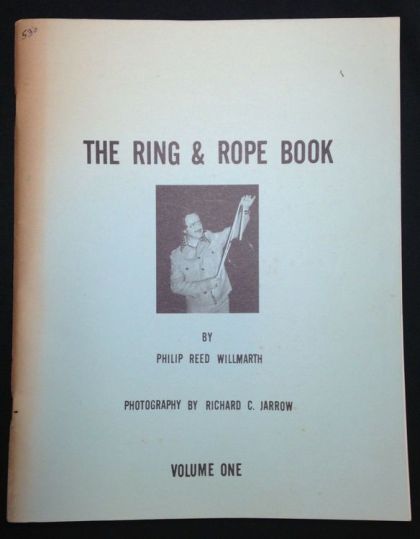 THE RING & ROPE BOOK
BY
PHILIP REED WILLMARTH
PHOTOGRAPHY BY RICHARD C. JARROW
VOLUME ONE